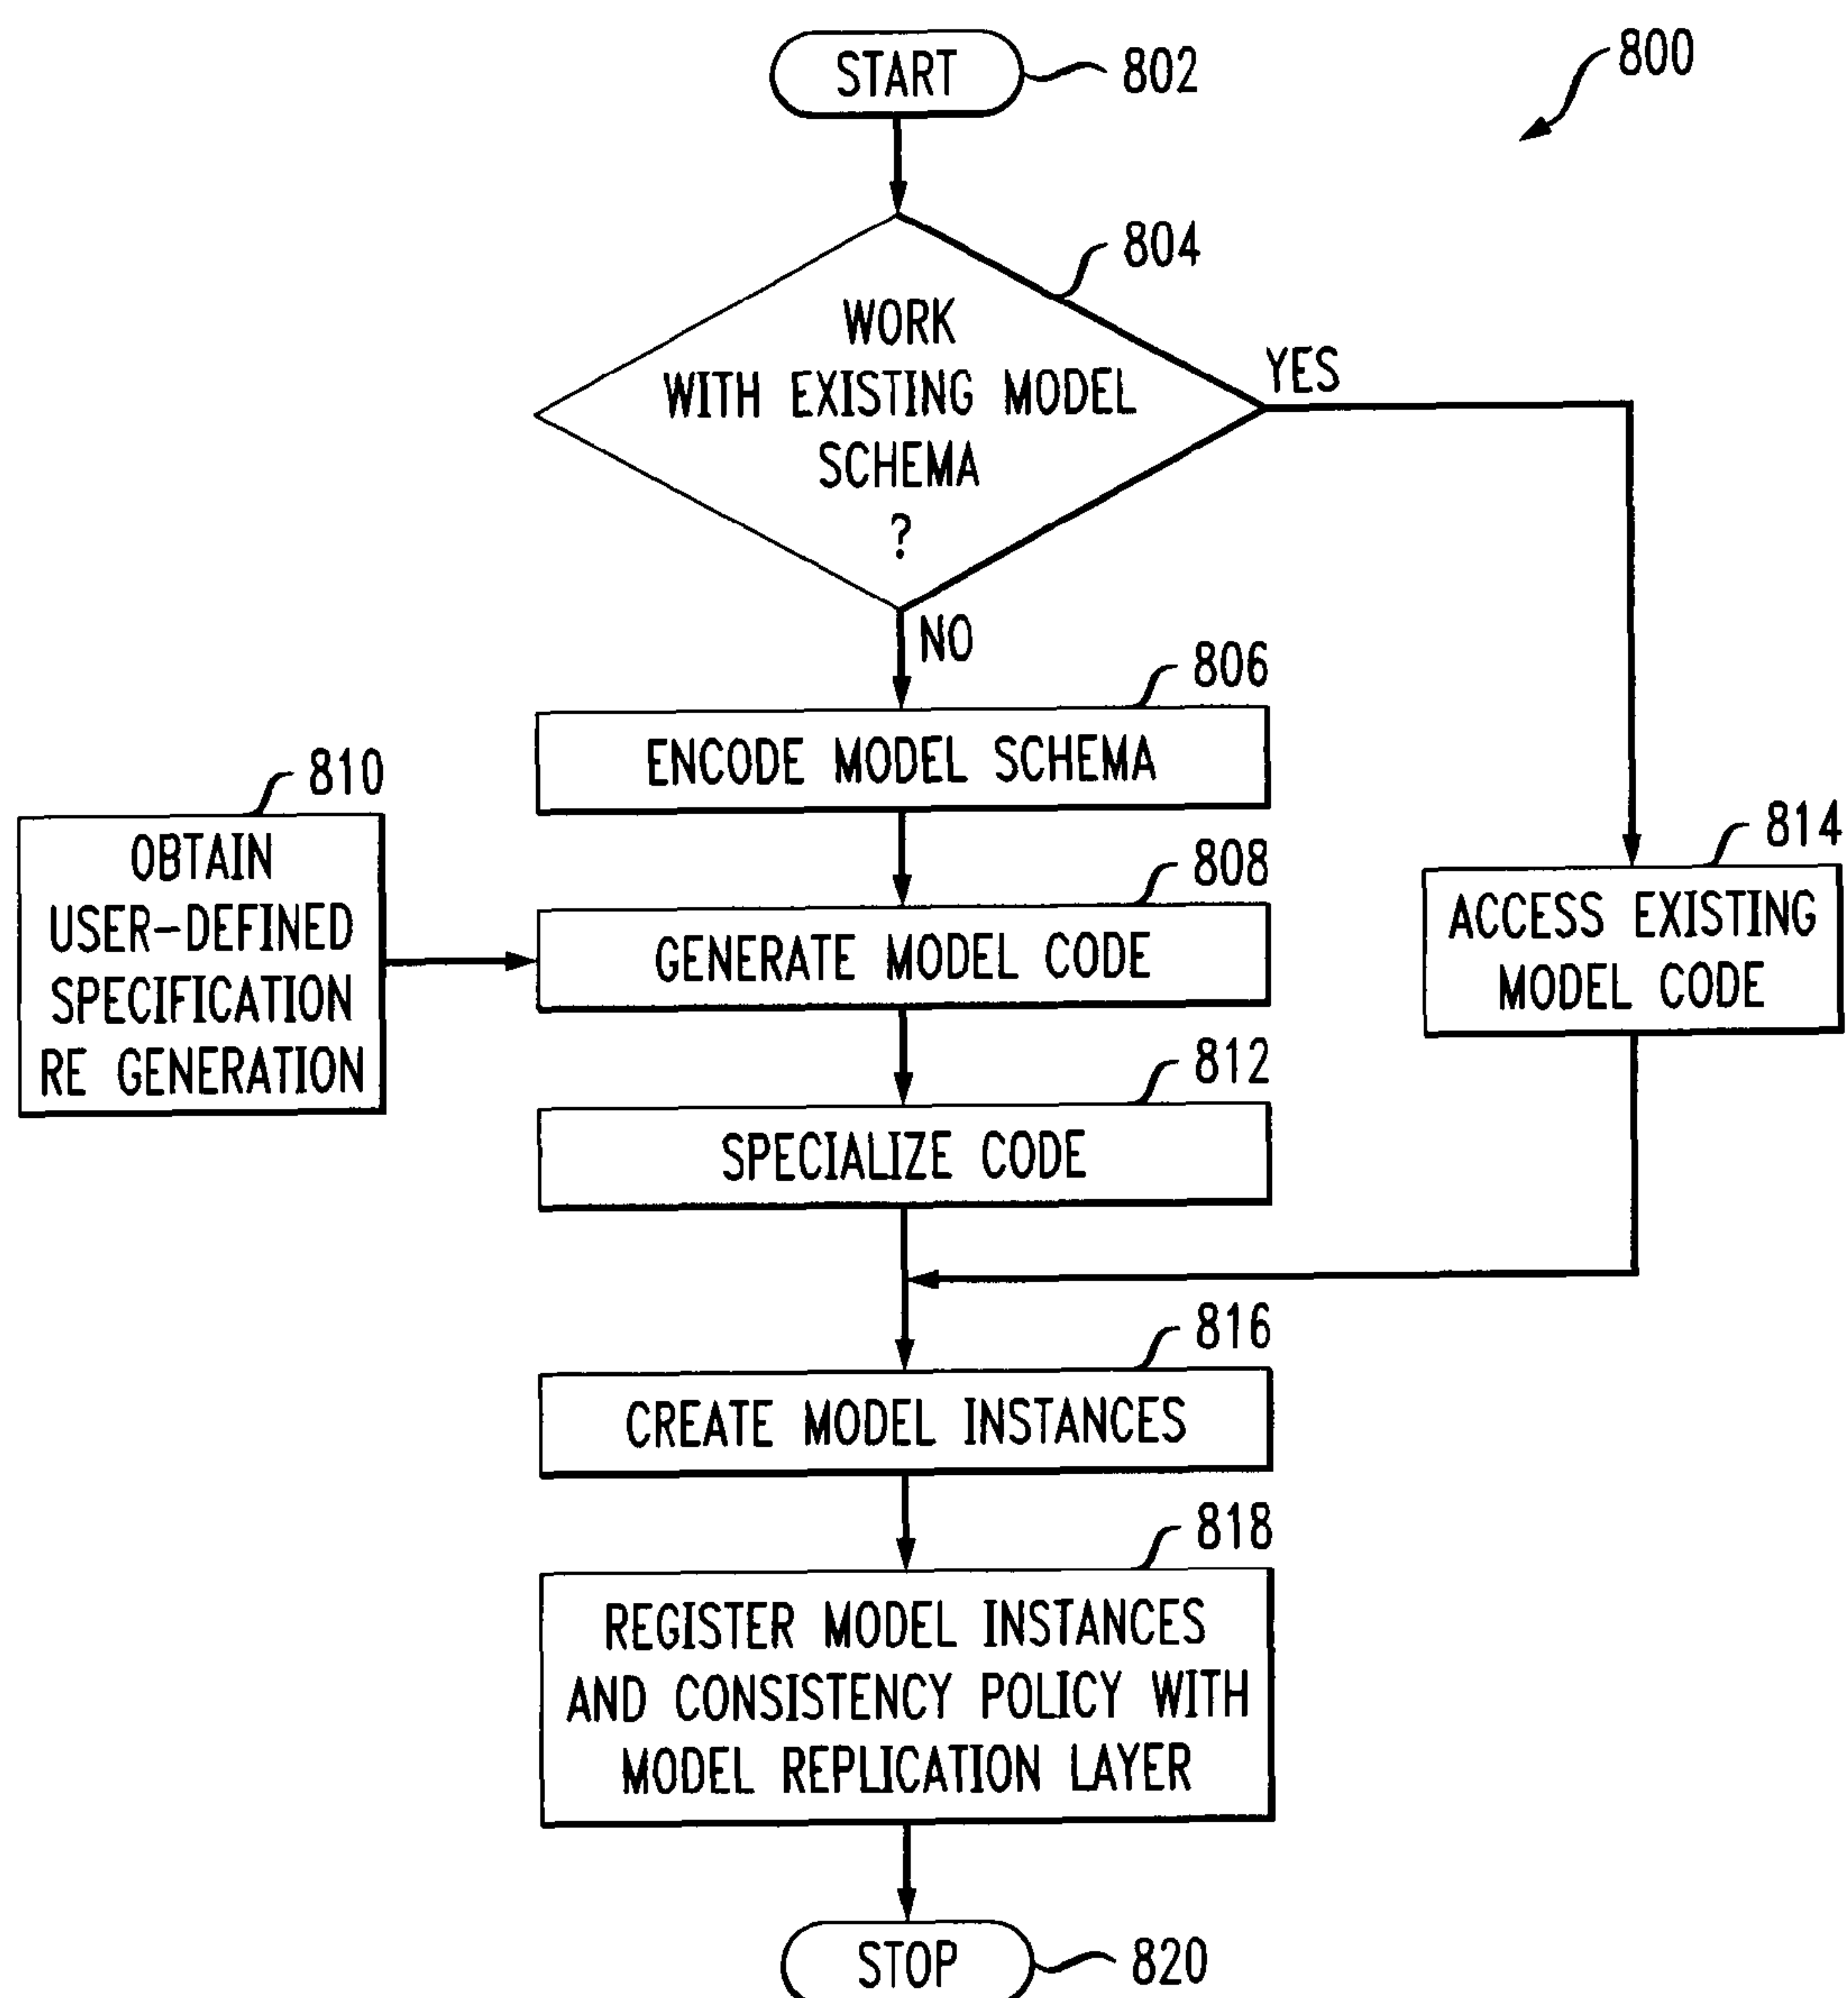 START
802
800
804
WORK
WITH EXISTING MODEL
SCHEMA
?
YES
NO
806
ENCODE MODEL SCHEMA
810
OBTAIN
USER-DEFINED
SPECIFICATION
RE GENERATION
808
GENERATE MODEL CODE
814
ACCESS EXISTING
MODEL CODE
812
SPECIALIZE CODE
816
CREATE MODEL INSTANCES
818
REGISTER MODEL INSTANCES
AND CONSISTENCY POLICY WITH
MODEL REPLICATION LAYER
STOP
820